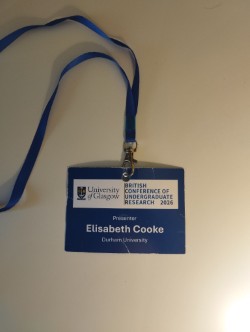 University
of Glasgow
BRITISH
CONFERENCE OF
UNDERGRADUATE
RESEARCH 2026
Presenter
Elisabeth Cooke
Durham University